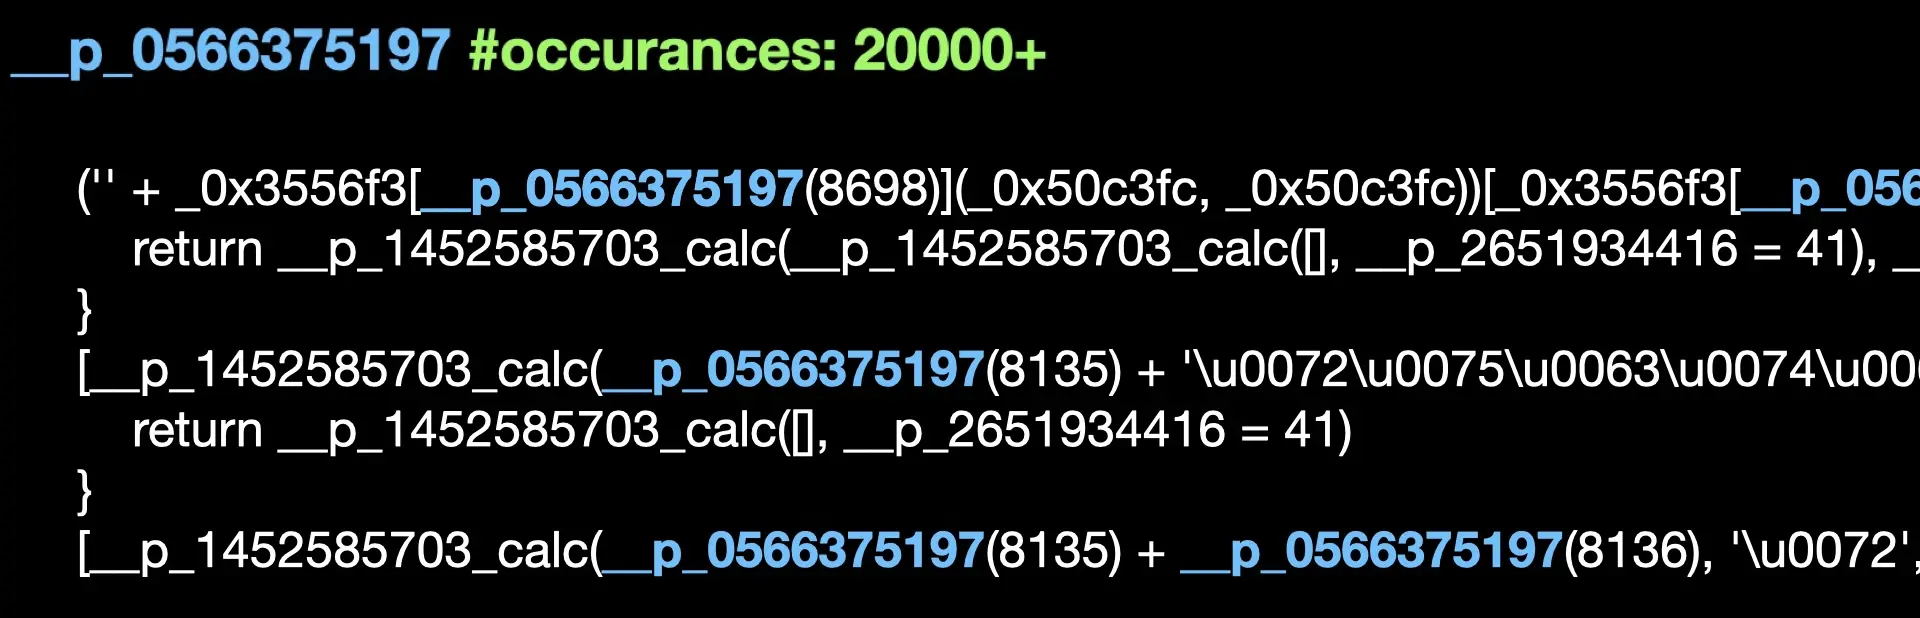 __p_0566375197 #occurances: 20000+
('' + _0x3556f3[__p_0566375197(8698)](_0x50c3fc, _0x50c3fc))[_0x3556f3[__p_056
return __p_1452585703_calc(__p_1452585703_calc([], __p_2651934416 = 41), _
}
[__p_1452585703_calc(__p_0566375197(8135) + '\u0072\u0075\u0063\u0074\u00
return __p_1452585703_calc([], __p_2651934416 = 41)
}
[__p_1452585703_calc(__p_0566375197(8135) + __p_0566375197(8136), '\u0072',